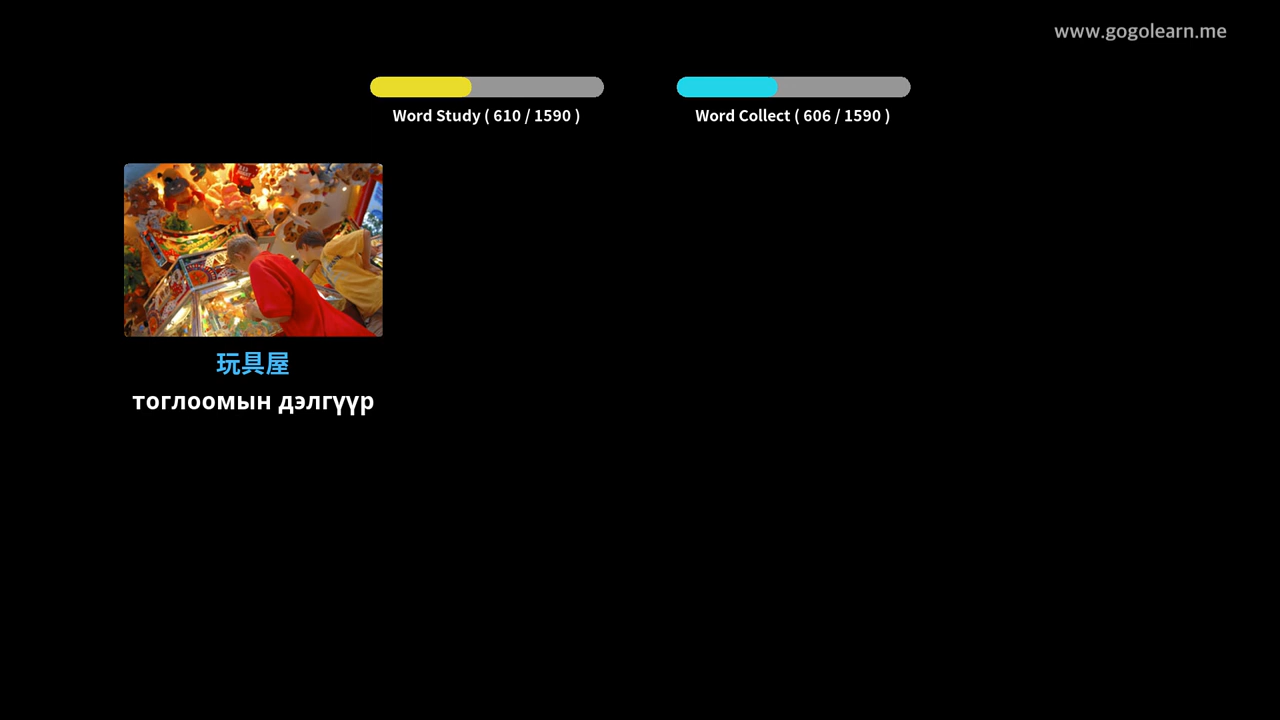 www.gogolearn.me
Word Study ( 610 / 1590 )
Word Collect ( 606 / 1590 )
玩具屋
тоглоомын дэлгүүр